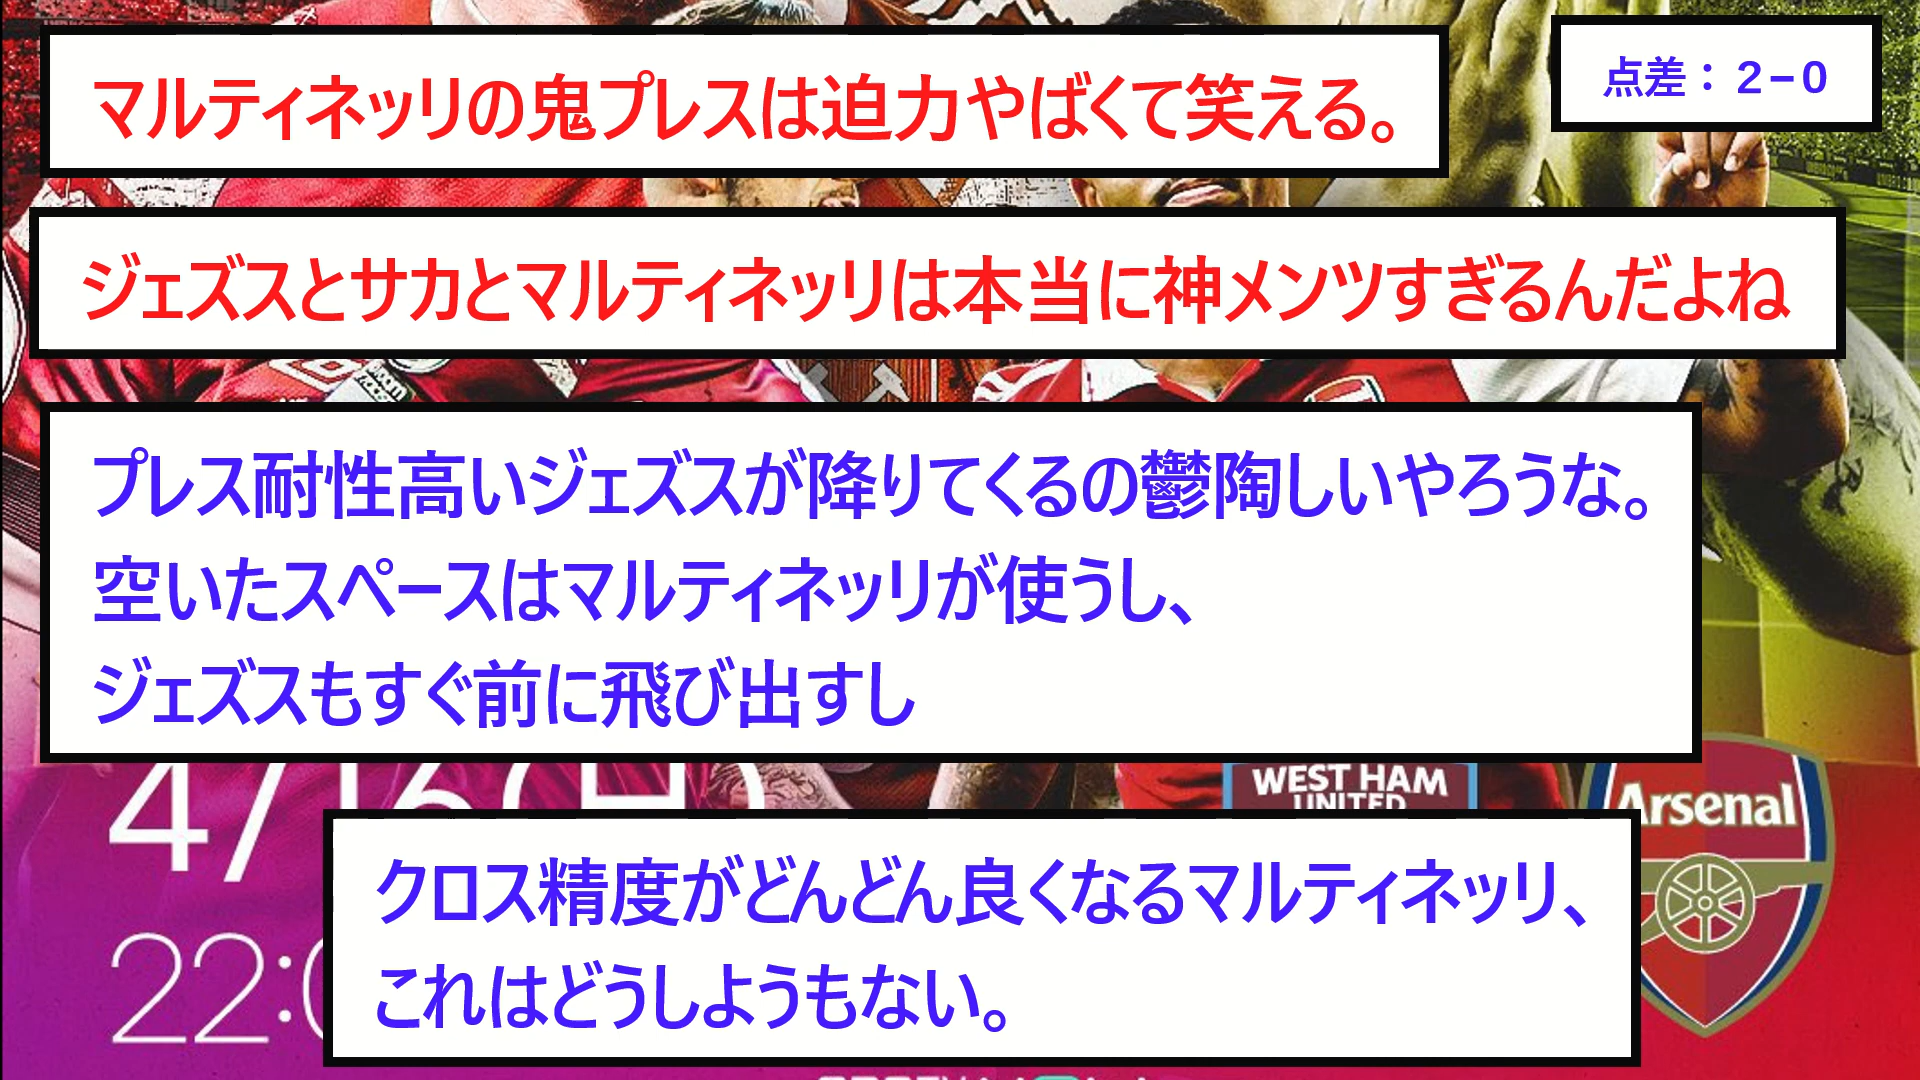 マルティネッリの鬼プレスは迫力やばくて笑える。
点差：２−０
ジェズスとサカとマルティネッリは本当に神メンツすぎるんだよね
プレス耐性高いジェズスが降りてくるの鬱陶しいやろうな。
空いたスペースはマルティネッリが使うし、
ジェズスもすぐ前に飛び出すし
WEST HAM
UNITED
Arsenal
4/16(日)
クロス精度がどんどん良くなるマルティネッリ、
これはどうしようもない。